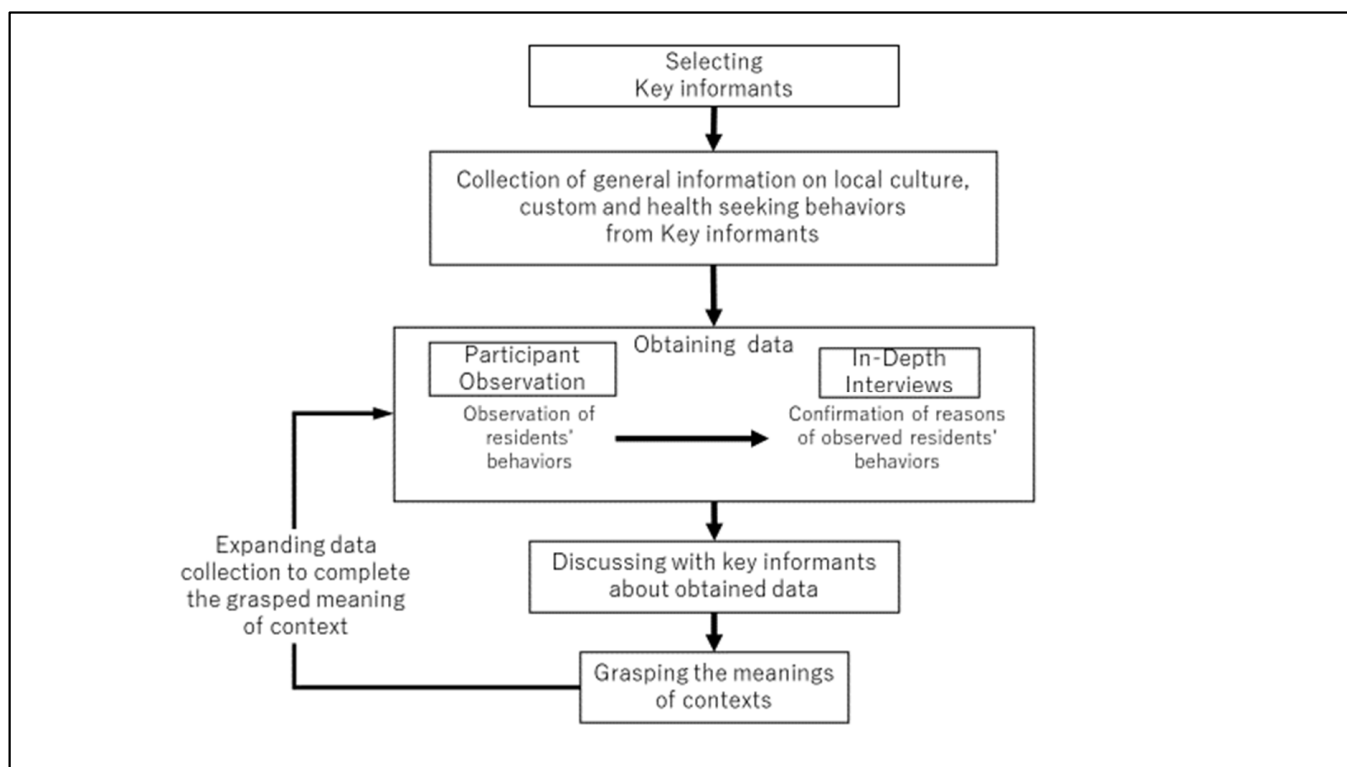 Selecting
Key informants
Collection of general information on local culture,
custom and health seeking behaviors
from Key informants
Obtaining data
Participant
Observation
Observation of
residents'
behaviors
In-Depth
Interviews
Confirmation of reasons
of observed residents'
behaviors
Discussing with key informants
about obtained data
Grasping the meanings
of contexts
Expanding data
collection to complete
the grasped meaning
of context